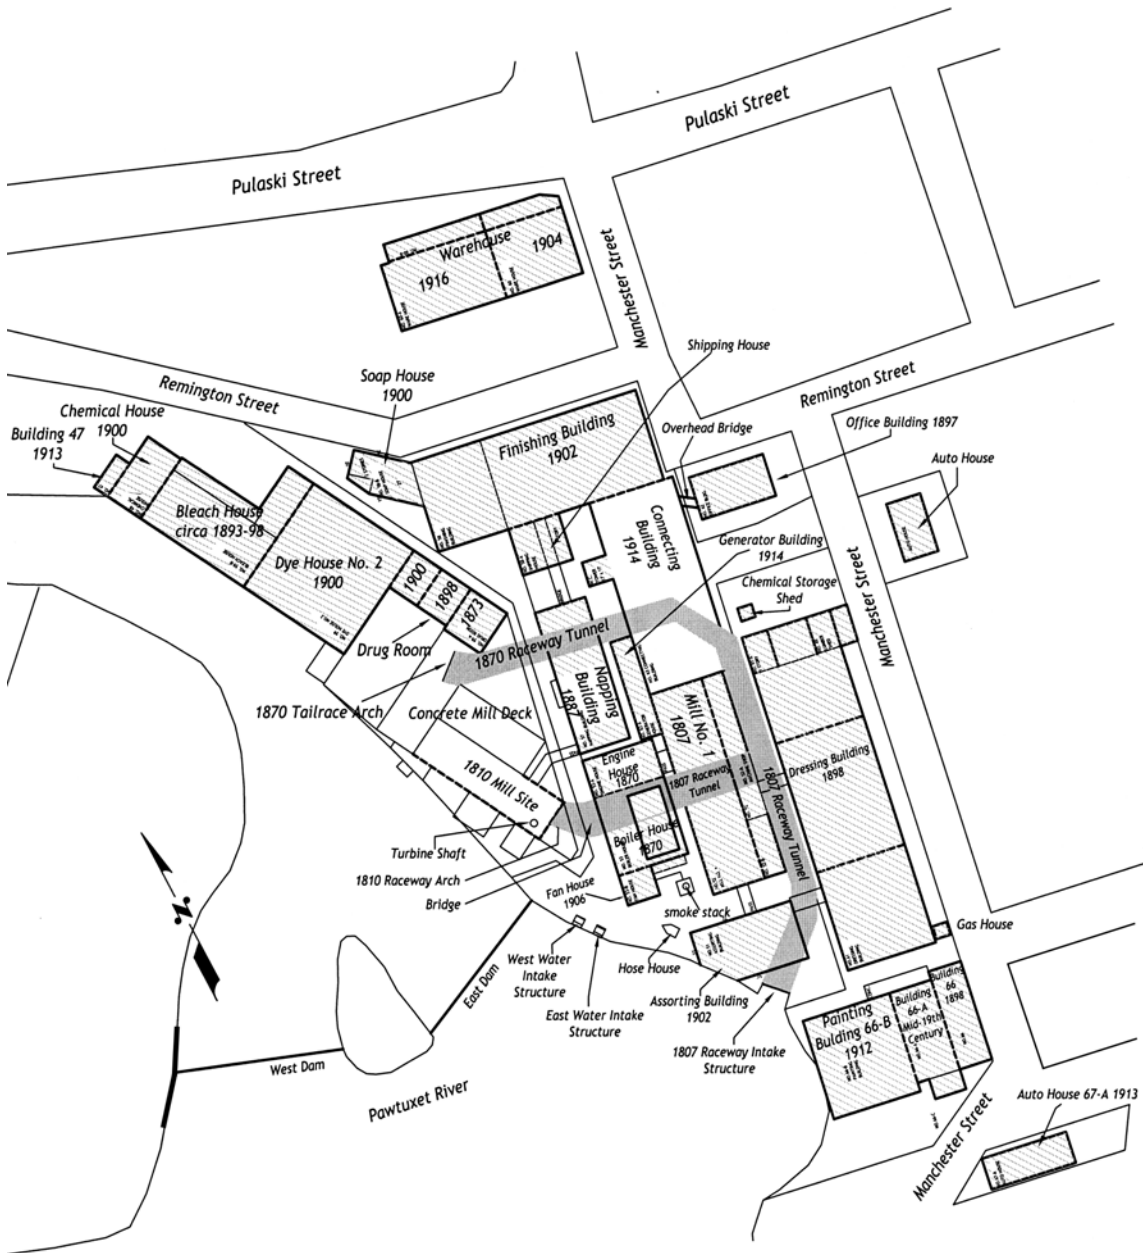 Pulaski Street
Pulaski Street
Warehouse
1904
1916
Manchester Street
Shipping House
Soap House
1900
Remington Street
Remington Street
Chemical House
1900
Building 47
1913
Finishing Building
1902
Overhead Bridge
Office Building 1897
Auto House
Bleach House
circa 1893-98
Connecting
Building
1914
Generator Building
1914
Dye House No. 2
1900
1900
1898
1873
Chemical Storage
Shed
Manchester Street
Drug Room
1870 Raceway Tunnel
1870 Tailrace Arch
Concrete Mill Deck
Napping
Building
1887
Mill No. 1
1807
Engine
House
1870
1807 Raceway
Tunnel
1807 Raceway Tunnel
Dressing Building
1898
1810 Mill Site
Boiler House
1870
Turbine Shaft
1810 Raceway Arch
Bridge
Fan House
1906
smoke stack
N
Gas House
West Water
Intake
Structure
Hose House
East Dam
East Water Intake
Structure
Assorting Building
1902
1807 Raceway Intake
Structure
Painting
Bulding 66-B
1912
Building
66-A
Mid-19th
Century
Building
66
1898
West Dam
Pawtuxet River
Auto House 67-A 1913
Manchester Street